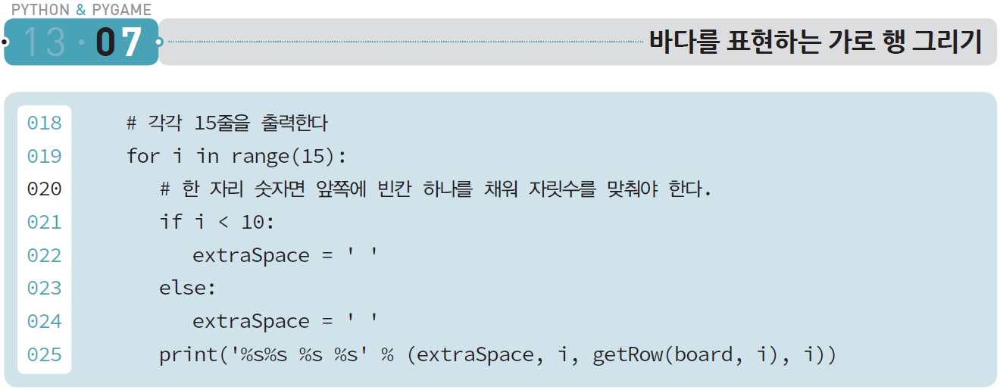 PYTHON & PYGAME
13·07 바다를 표현하는 가로 행 그리기
018 # 각각 15줄을 출력한다
019 for i in range(15):
020 # 한 자리 숫자면 앞쪽에 빈칸 하나를 채워 자릿수를 맞춰야 한다.
021 if i < 10:
022 extraSpace = ' '
023 else:
024 extraSpace = ' '
025 print('%s%s %s %s' % (extraSpace, i, getRow(board, i), i))